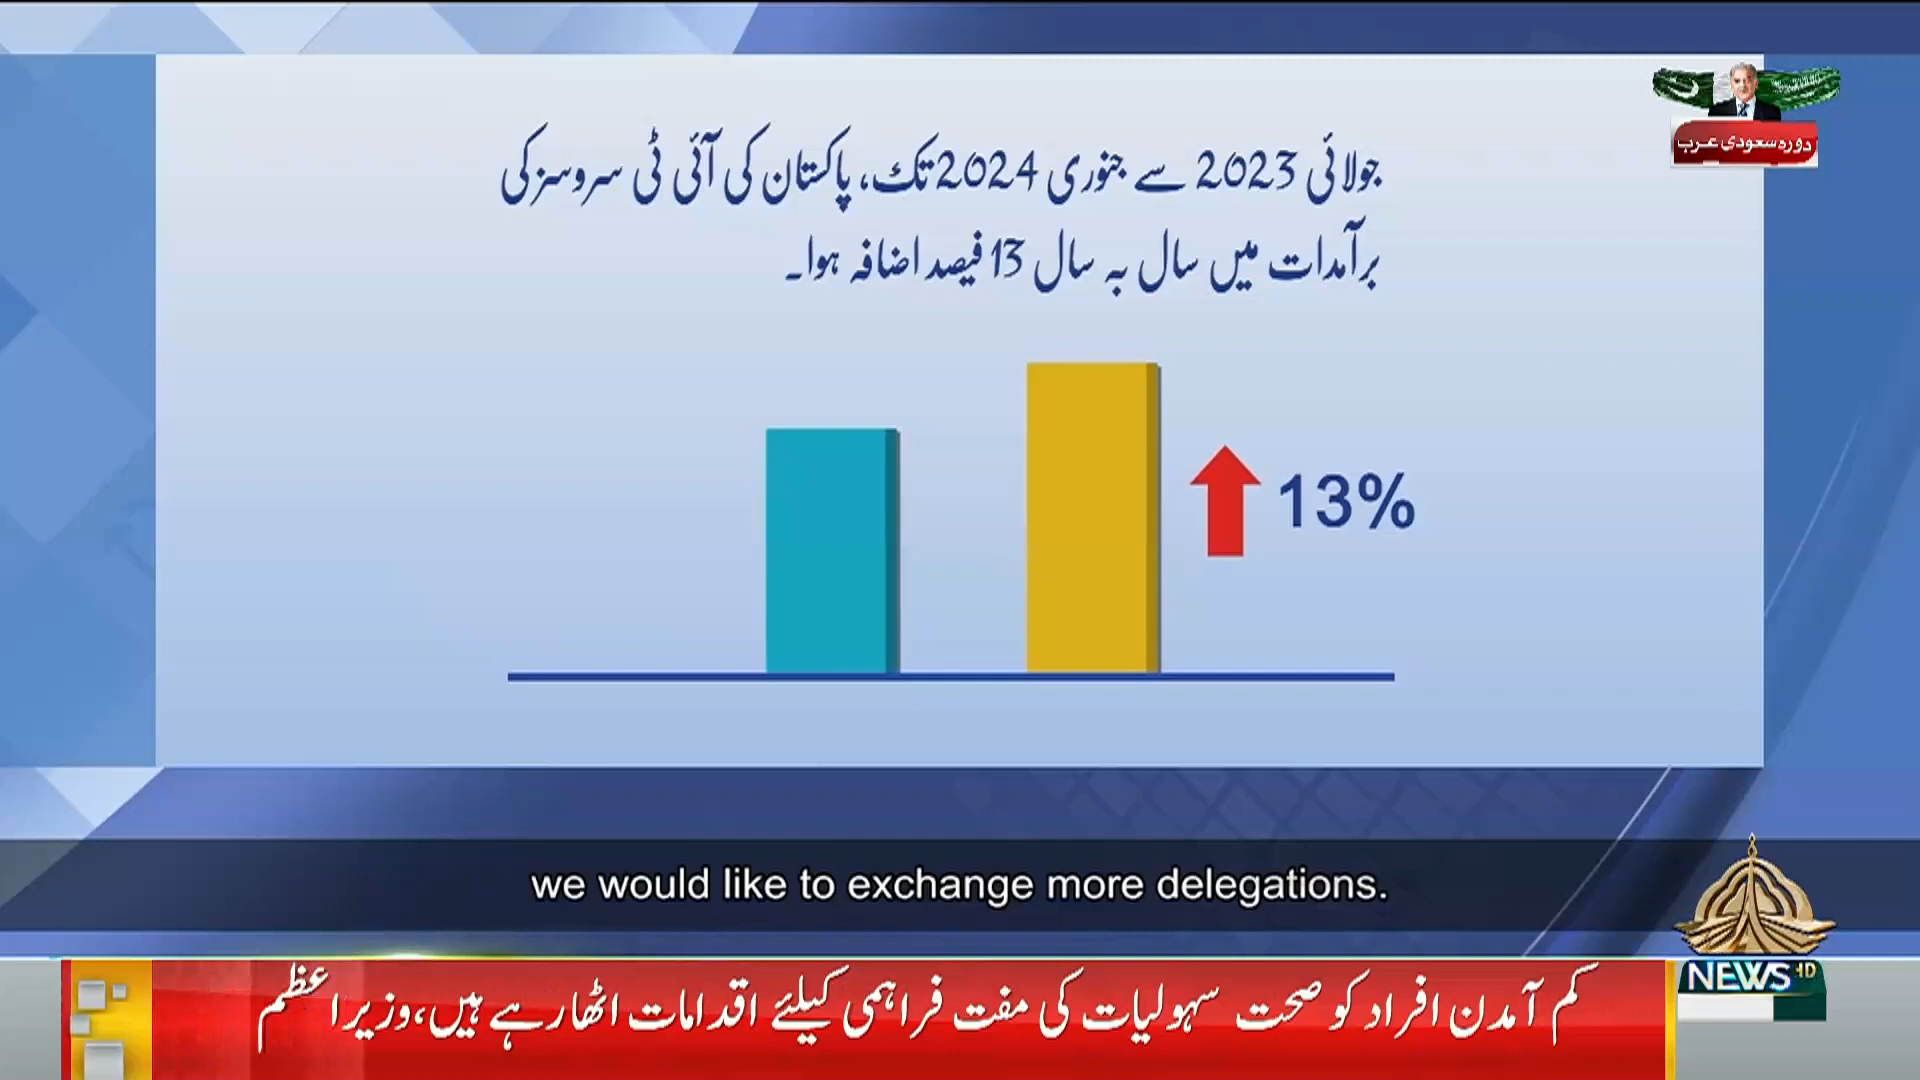 جولائی 2023 سے جنوری 2024 تک، پاکستان کی آئی ٹی سروسز کی
برآمدات میں سال بہ سال 13 فیصد اضافہ ہوا۔
دورہ سعودی عرب
13%
we would like to exchange more delegations.
NEWS HD
کم آمدن افراد کو صحت سہولیات کی مفت فراہمی کیلئے اقدامات اٹھارہے ہیں،وزیراعظم